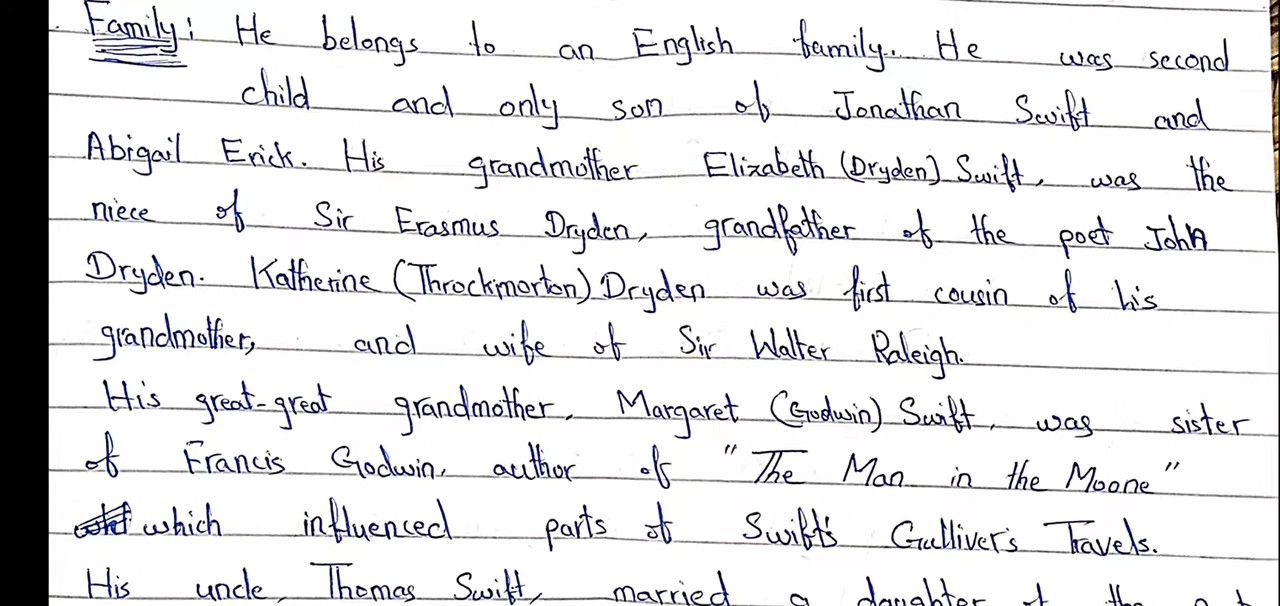 Family: He belongs to an English family. He was second
child and only son of Jonathan Swift and
Abigail Erick. His grandmother Elizabeth (Dryden) Swift, was the
niece of Sir Erasmus Dryden, grandfather of the poet John
Dryden. Katherine (Throckmorton) Dryden was first cousin of his
grandmother, and wife of Sir Walter Raleigh.
His great-great grandmother, Margaret (Godwin) Swift, was sister
of Francis Godwin, author of "The Man in the Moone"
which influenced parts of Swift's Gulliver's Travels.
His uncle, Thomas Swift, married a daughter of the